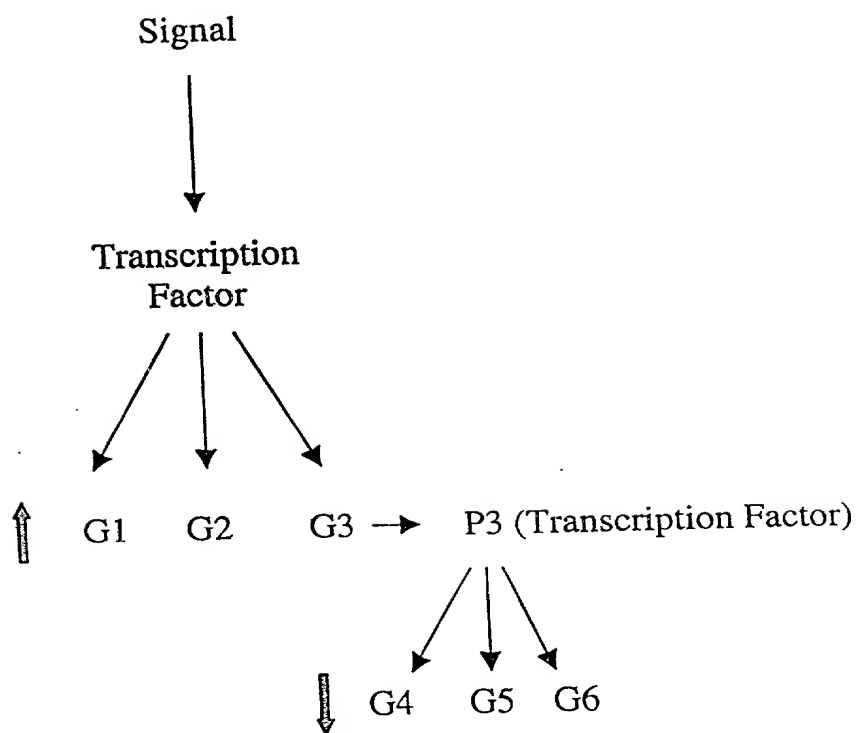 Signal
Transcription
Factor
G1 G2 G3 P3 (Transcription Factor)
G4 G5 G6